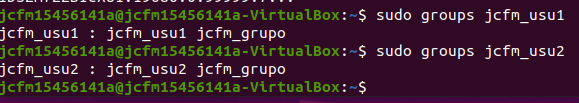 jcfm15456141a@jcfm15456141a-VirtualBox:~$ sudo groups jcfm_usu1
jcfm_usu1 : jcfm_usu1 jcfm_grupo
jcfm15456141a@jcfm15456141a-VirtualBox:~$ sudo groups jcfm_usu2
jcfm_usu2 : jcfm_usu2 jcfm_grupo
jcfm15456141a@jcfm15456141a-VirtualBox:~$